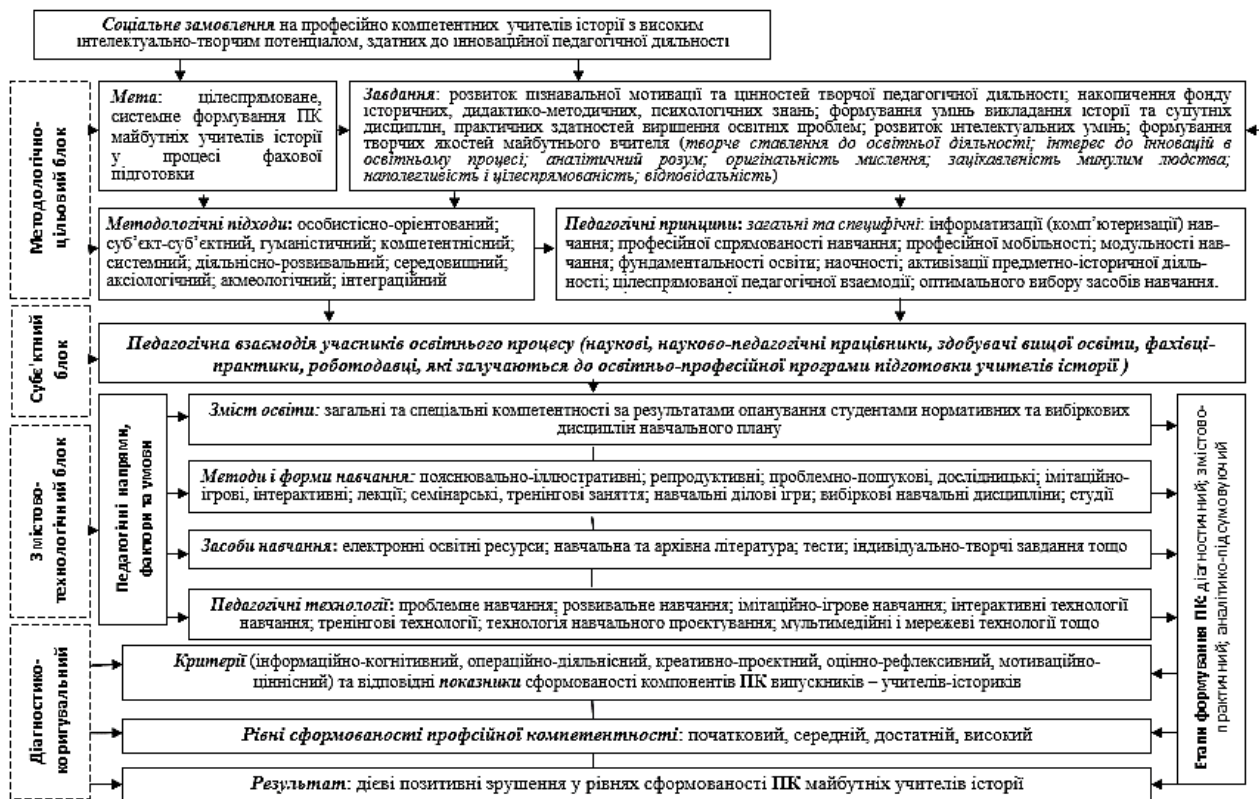 Соціальне замовлення на професійно компетентних учителів історії з високим
інтелектуально-творчим потенціалом, здатних до інноваційної педагогічної діяльності
Методологічно-
цільовий блок
Мета: цілеспрямоване,
системне формування ПК
майбутніх учителів історії
у процесі фахової
підготовки
Завдання: розвиток пізнавальної мотивації та цінностей творчої педагогічної діяльності; накопичення фонду
історичних, дидактико-методичних, психологічних знань; формування умінь викладання історії та супутніх
дисциплін, практичних здатностей вирішення освітніх проблем; розвиток інтелектуальних умінь; формування
творчих якостей майбутнього вчителя (творче ставлення до освітньої діяльності; інтерес до інновацій в
освітньому процесі; аналітичний розум; оригінальність мислення; зацікавленість минулим людства;
наполегливість і цілеспрямованість; відповідальність)
Методологічні підходи: особистісно-орієнтований;
суб’єкт-суб’єктний, гуманістичний; компетентнісний;
системний; діяльнісно-розвивальний; середовищний;
аксіологічний; акмеологічний; інтеграційний
Педагогічні принципи: загальні та специфічні: інформатизації (комп’ютеризації) нав-
чання; професійної спрямованості навчання; професійної мобільності; модульності нав-
чання; фундаментальності освіти; наочності; активізації предметно-історичної діяль-
ності; цілеспрямованої педагогічної взаємодії; оптимального вибору засобів навчання.
Субє'ктний
блок
Педагогічна взаємодія учасників освітнього процесу (наукові, науково-педагогічні працівники, здобувачі вищої освіти, фахівці-
практики, роботодавці, які залучаються до освітньо-професійної програми підготовки учителів історії )
Змістово-
технологічний блок
Педагогічні напрями,
фактори та умови
Зміст освіти: загальні та спеціальні компетентності за результатами опанування студентами нормативних та вибіркових
дисциплін навчального плану
Методи і форми навчання: пояснювально-ілюстративні; репродуктивні; проблемно-пошукові, дослідницькі; імітаційно-
ігрові, інтерактивні; лекції; семінарські, тренінгові заняття; навчальні ділові ігри; вибіркові навчальні дисципліни; студії
Засоби навчання: електронні освітні ресурси; навчальна та архівна література; тести; індивідуально-творчі завдання тощо
Педагогічні технології: проблемне навчання; розвивальне навчання; імітаційно-ігрове навчання; інтерактивні технології
навчання; тренінгові технології; технологія навчального проєктування; мультимедійні і мережеві технології тощо
Етапи формування ПК: діагностичний; змістово-
практичний; аналітико-підсумовуючий
Діагностико-
коригувальний
Критерії (інформаційно-когнітивний, операційно-діяльнісний, креативно-проєктний, оцінно-рефлексивний, мотиваційно-
ціннісний) та відповідні показники сформованості компонентів ПК випускників – учителів-істориків
Рівні сформованості профсійної компетентності: початковий, середній, достатній, високий
Результат: дієві позитивні зрушення у рівнях сформованості ПК майбутніх учителів історії